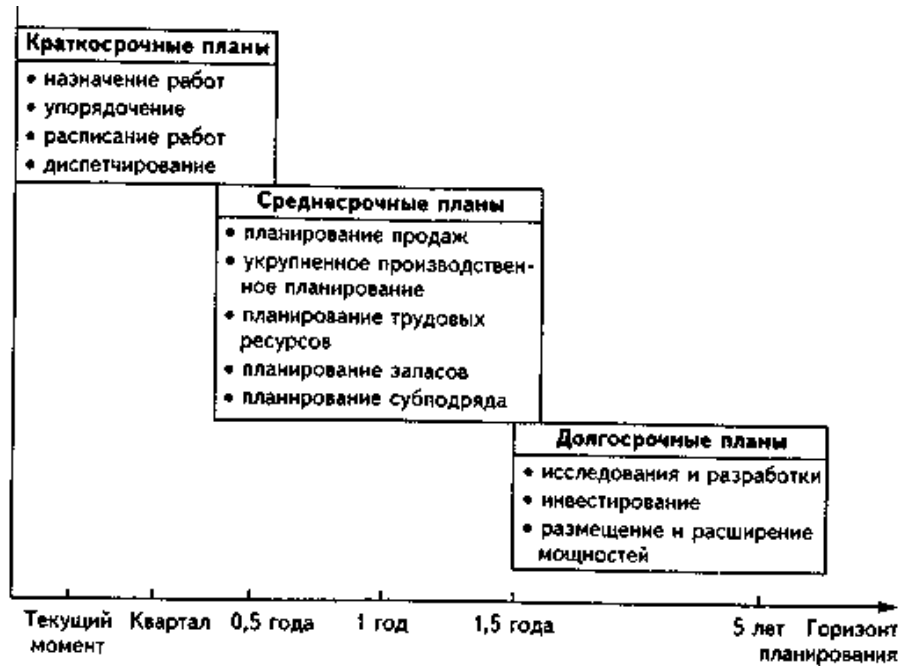 Краткосрочные планы
• назначение работ
• упорядочение
• расписание работ
• диспетчирование
Среднесрочные планы
• планирование продаж
• укрупненное производствен-
ное планирование
• планирование трудовых
ресурсов
• планирование запасов
• планирование субподряда
Долгосрочные планы
• исследования и разработки
• инвестирование
• размещение и расширение
мощностей
Текущий Квартал 0,5 года 1 год 1,5 года 5 лет Горизонт
момент планирования